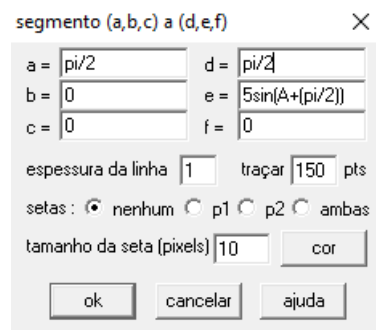 segmento (a,b,c) a (d,e,f)
a = pi/2 d = pi/2
b = 0 e = 5sin(A+(pi/2))
c = 0 f = 0
espessura da linha 1 traçar 150 pts
setas : nenhum p1 p2 ambas
tamanho da seta (pixels) 10 cor
ok cancelar ajuda